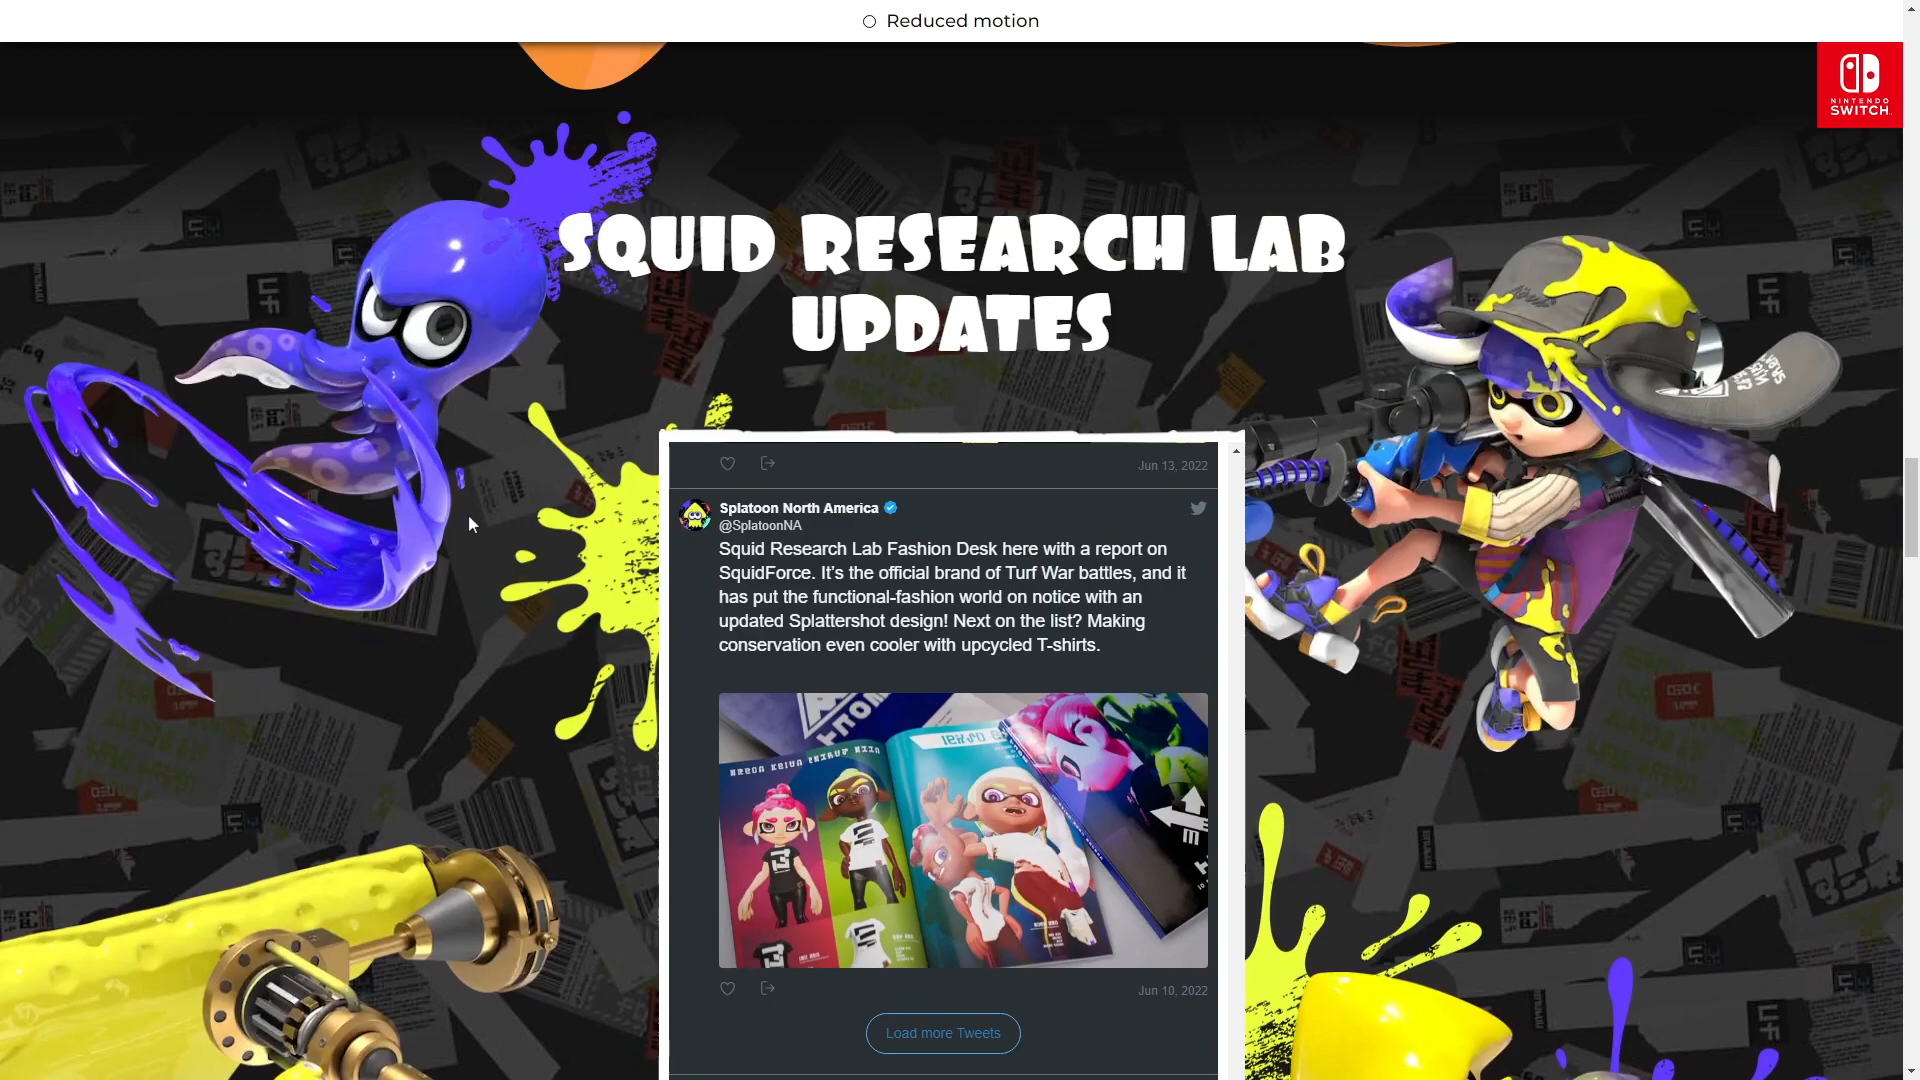 Reduced motion
NINTENDO
SWITCH
SQUID RESEARCH LAB
UPDATES
Jun 13, 2022
Splatoon North America
@SplatoonNA
Squid Research Lab Fashion Desk here with a report on
SquidForce. It’s the official brand of Turf War battles, and it
has put the functional-fashion world on notice with an
updated Splattershot design! Next on the list? Making
conservation even cooler with upcycled T-shirts.
Jun 10, 2022
Load more Tweets